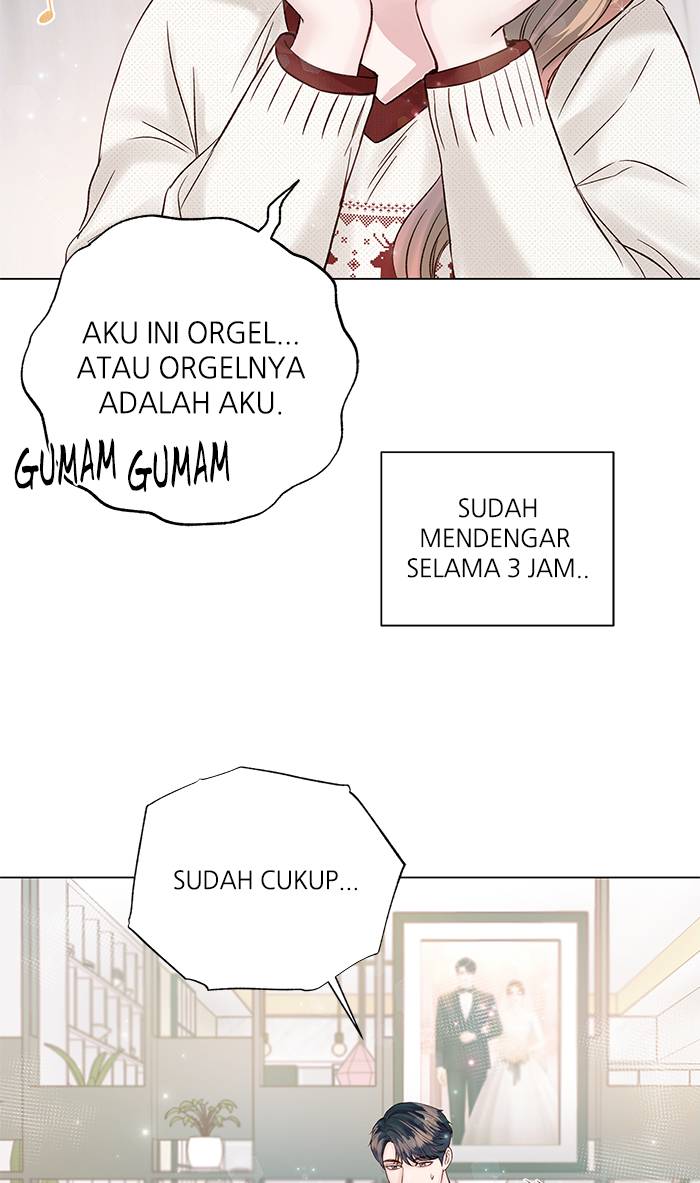 AKU INI ORGEL...
ATAU ORGELNYA
ADALAH AKU.
GUMAM GUMAM
SUDAH
MENDENGAR
SELAMA 3 JAM..
SUDAH CUKUP...